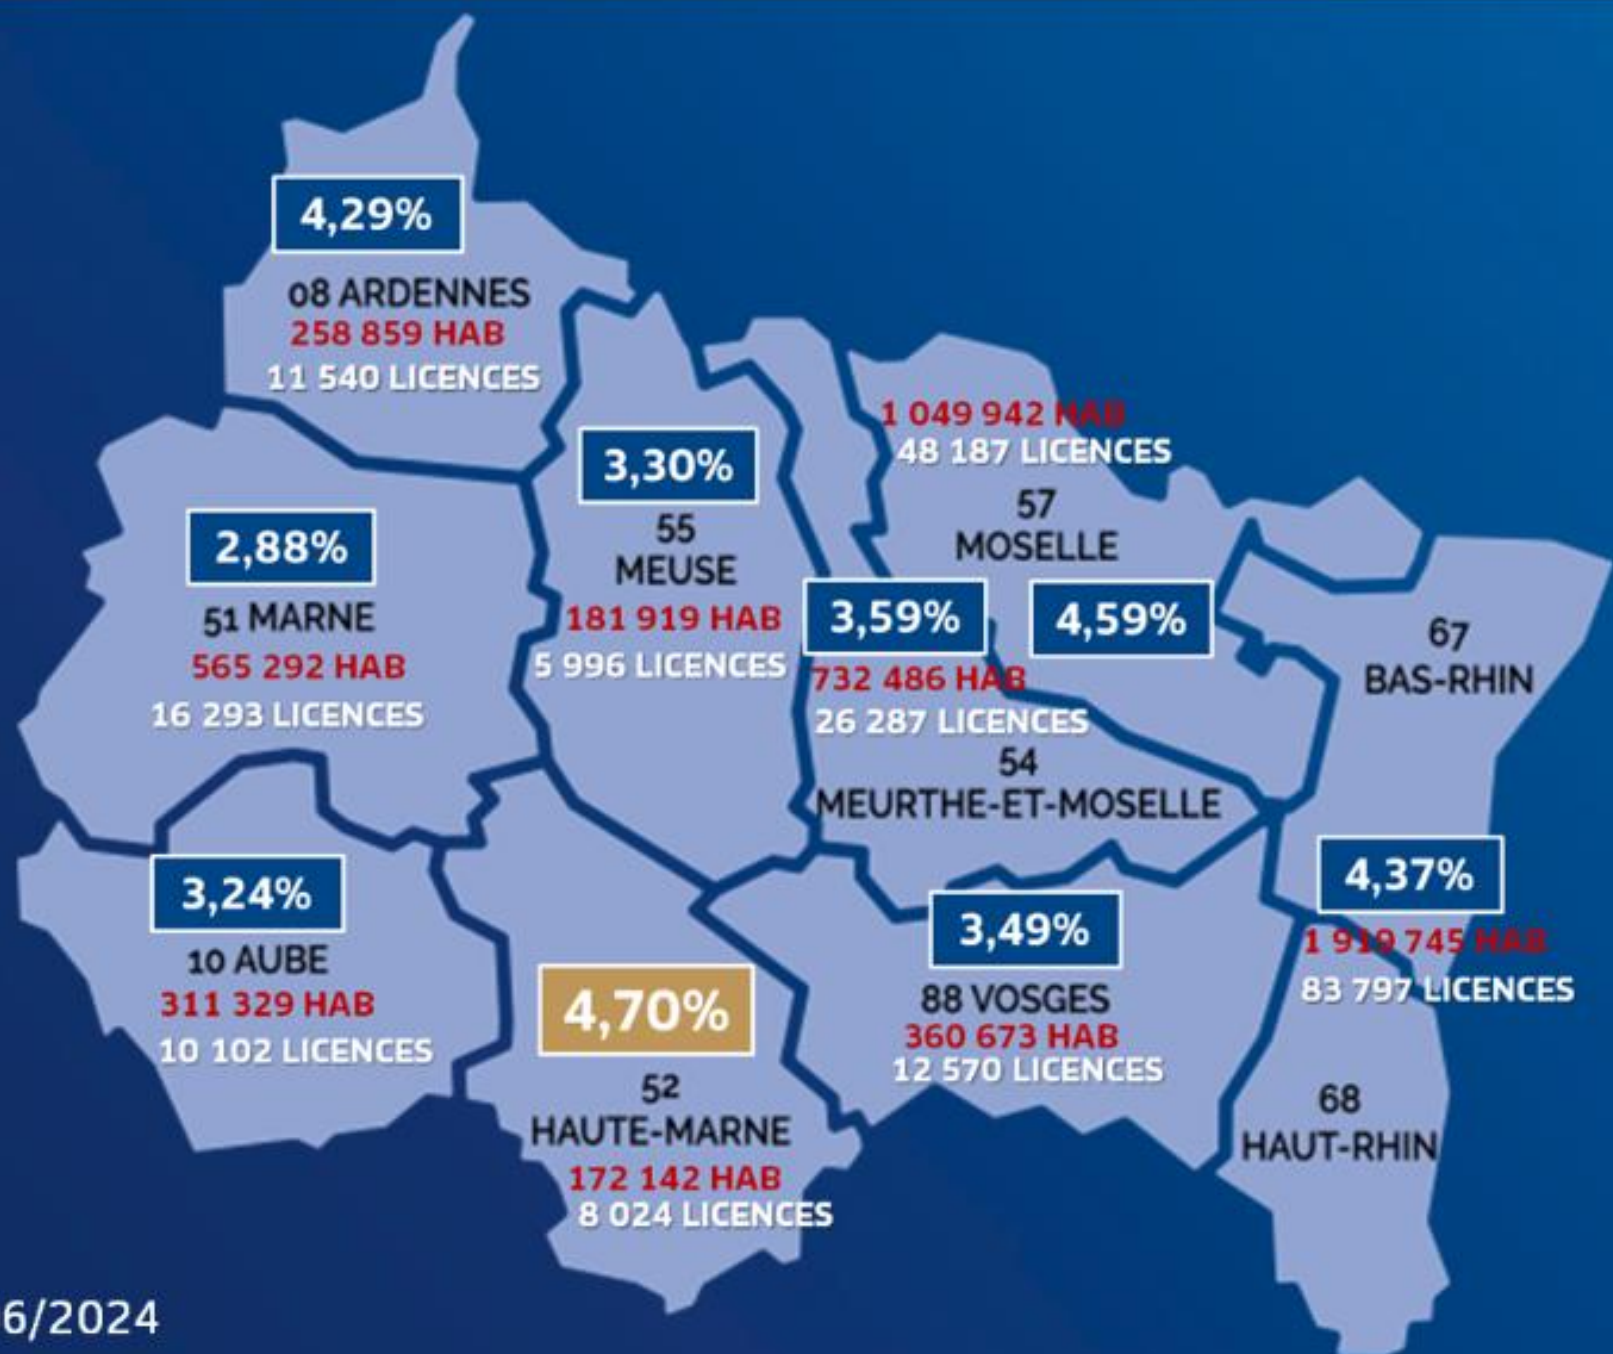 4,29%
08 ARDENNES
258 859 HAB
11 540 LICENCES
1 049 942 HAB
48 187 LICENCES
57
MOSELLE
4,59%
3,30%
55
MEUSE
181 919 HAB
5 996 LICENCES
2,88%
51 MARNE
565 292 HAB
16 293 LICENCES
3,59%
732 486 HAB
26 287 LICENCES
54
MEURTHE-ET-MOSELLE
67
BAS-RHIN
4,37%
1 919 745 HAB
83 797 LICENCES
68
HAUT-RHIN
3,24%
10 AUBE
311 329 HAB
10 102 LICENCES
4,70%
52
HAUTE-MARNE
172 142 HAB
8 024 LICENCES
3,49%
88 VOSGES
360 673 HAB
12 570 LICENCES
6/2024